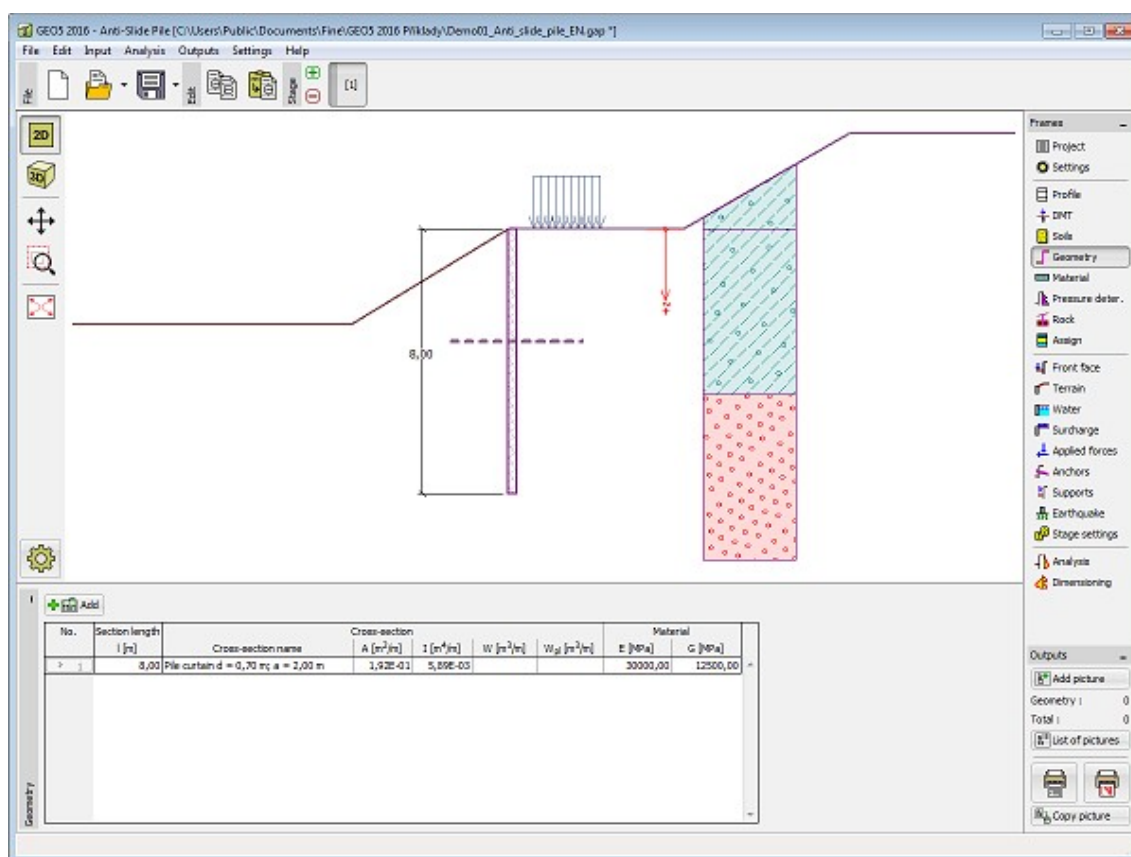 GEO5 2016 - Anti-Slide Pile [C:\Users\Public\Documents\Fine\GEO5 2016 Příklady\Demo01_Anti_slide_pile_EN.gap *]
File Edit Input Analysis Outputs Settings Help
File
Edit
Stage
[1]
2D
3D
8,00
+z
Frames
Project
Settings
Profile
DMT
Soils
Geometry
Material
Pressure deter.
Rock
Assign
Front face
Terrain
Water
Surcharge
Applied forces
Anchors
Supports
Earthquake
Stage settings
Analysis
Dimensioning
Add
No. Section length Cross-section Material
l [m] Cross-section name A [m²/m] I [m⁴/m] W [m³/m] Wpl [m³/m] E [MPa] G [MPa]
1 8,00 Pile curtain d = 0,70 m; a = 2,00 m 1,92E-01 5,89E-03 30000,00 12500,00
Geometry
Outputs
Add picture
Geometry : 0
Total : 0
List of pictures
Copy picture